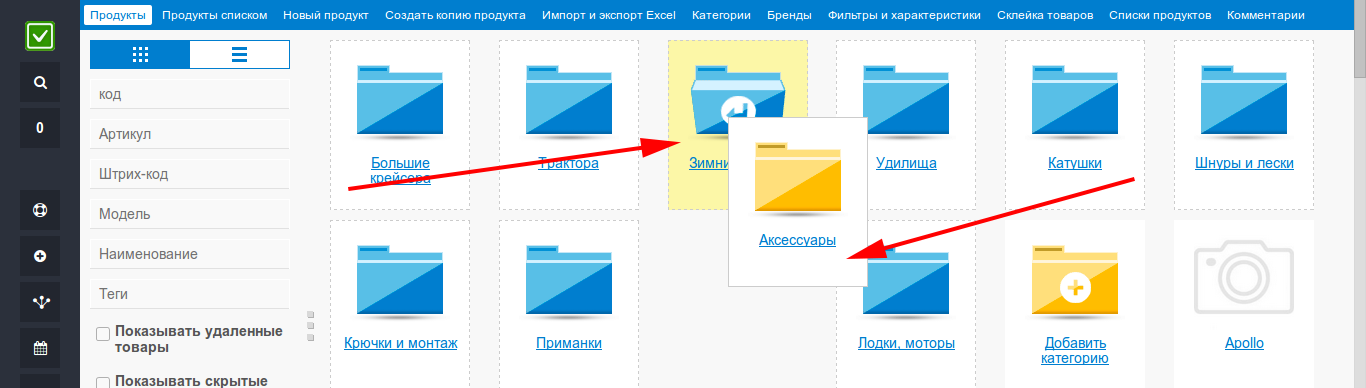 Продукты Продукты списком Новый продукт Создать копию продукта Импорт и экспорт Excel Категории Бренды Фильтры и характеристики Склейка товаров Списки продуктов Комментарии
0
код
Артикул
Штрих-код
Модель
Наименование
Теги
Показывать удаленные
товары
Показывать скрытые
Большие
крейсера
Трактора
Удилища
Катушки
Шнуры и лески
Аксессуары
Крючки и монтаж
Приманки
Лодки, моторы
Добавить
категорию
Apollo